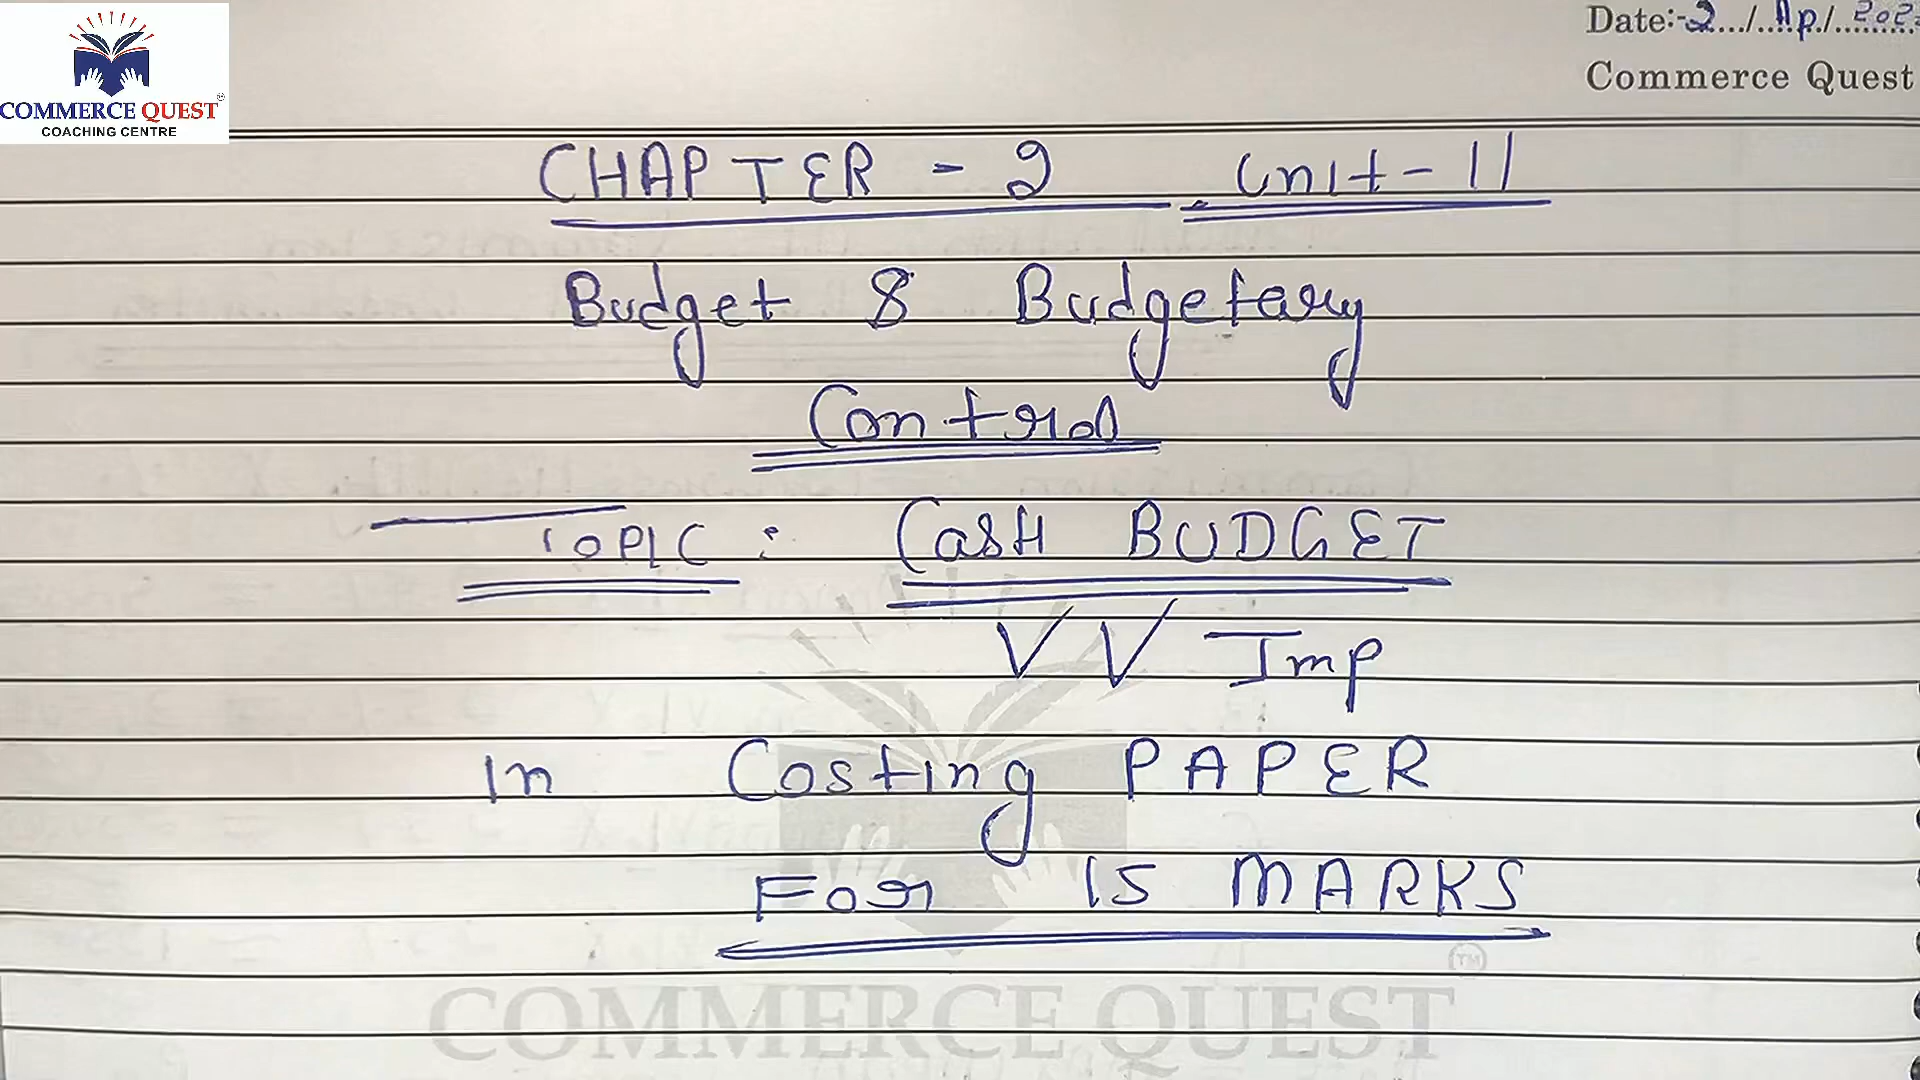 COMMERCE QUEST
COACHING CENTRE
Date:-2.../....Ap./...
Commerce Quest
CHAPTER - 2 Unit - II
Budget & Budgetary
Control
TOPIC : CasH BUDGET
VV Imp
In Costing PAPER
For 15 MARKS
TM
COMMERCE QUEST